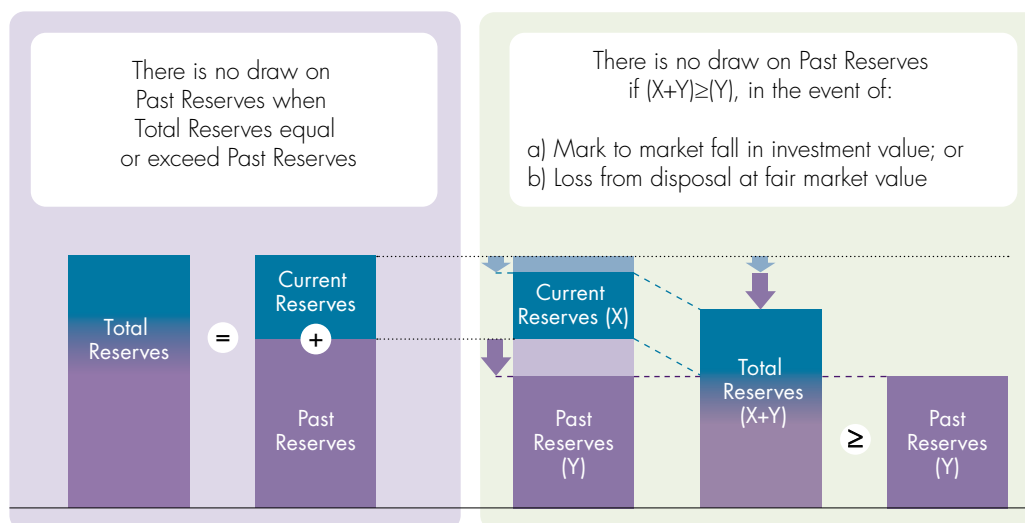 There is no draw on
Past Reserves when
Total Reserves equal
or exceed Past Reserves
There is no draw on Past Reserves
if (X+Y)≥(Y), in the event of:
a) Mark to market fall in investment value; or
b) Loss from disposal at fair market value
Total
Reserves
=
Current
Reserves
+
Past
Reserves
Current
Reserves (X)
Past
Reserves
(Y)
Total
Reserves
(X+Y)
≥
Past
Reserves
(Y)